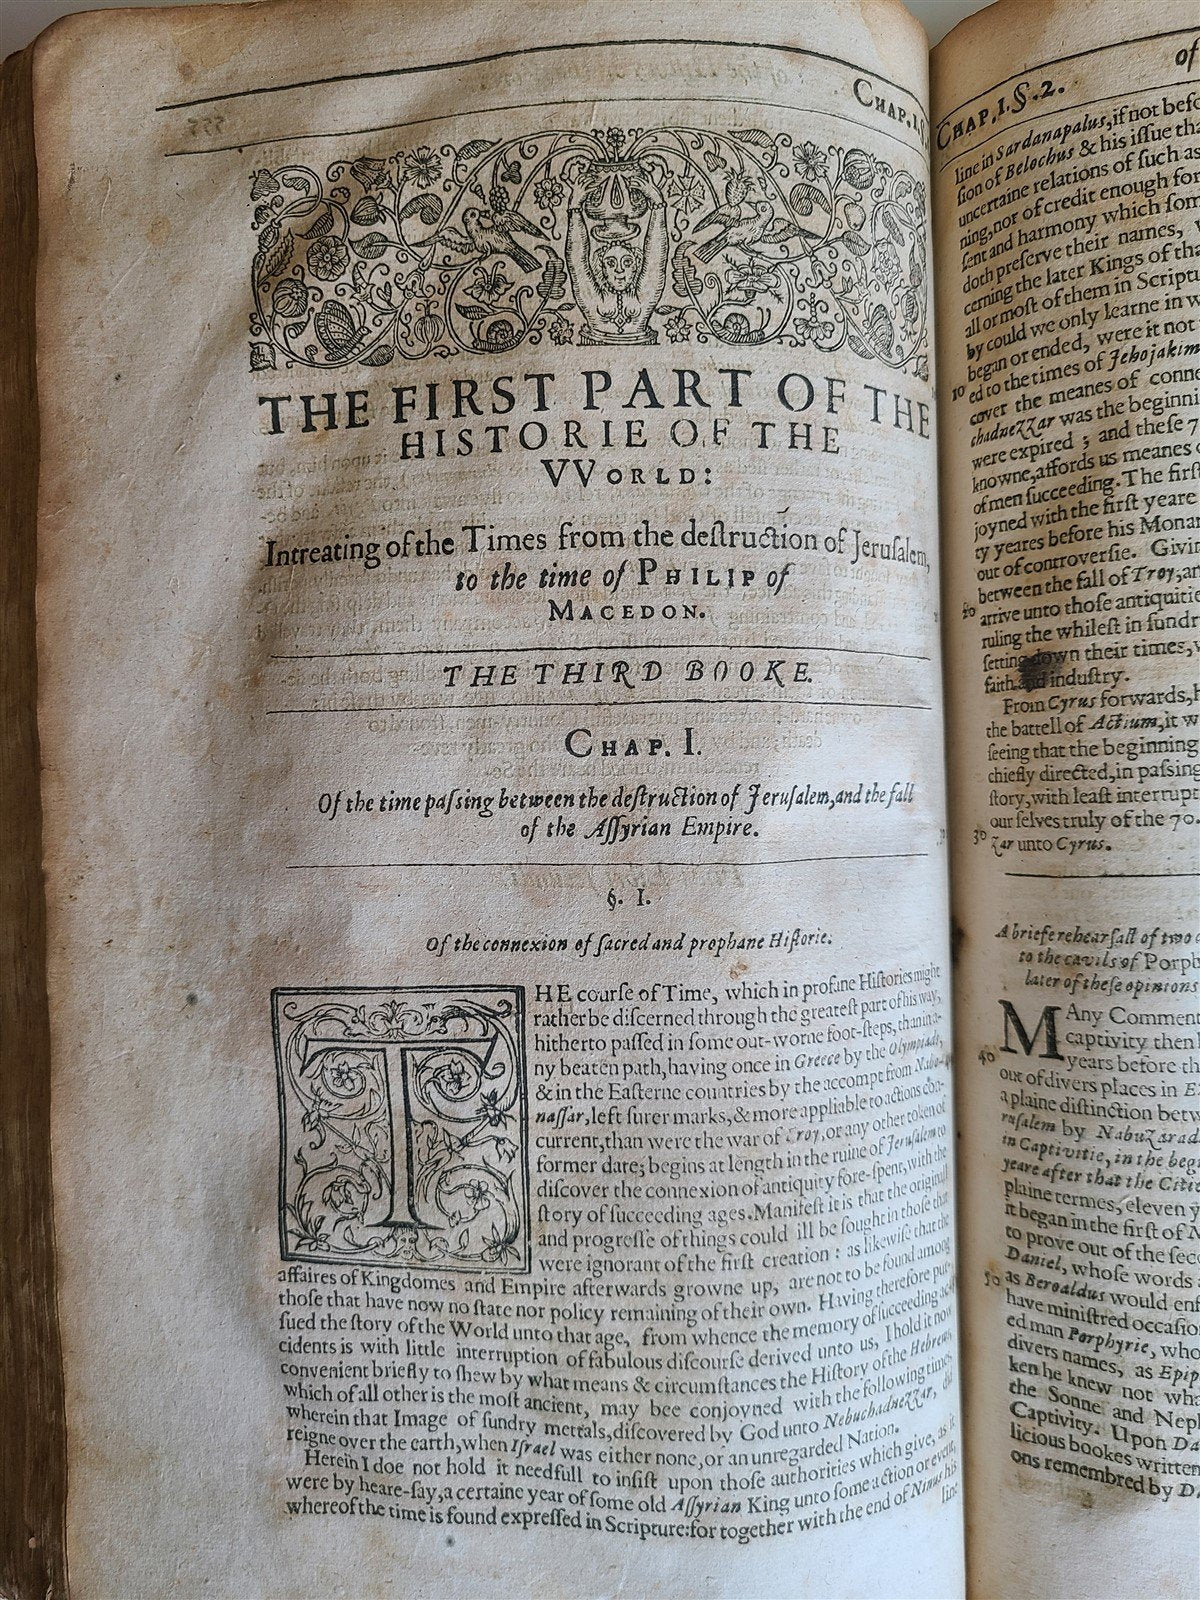 CHAP.I.§
THE FIRST PART OF THE
HISTORIE OF THE
VVORLD:
Intreating of the Times from the deſtruction of Jeruſalem,
to the time of PHILIP of
MACEDON.
THE THIRD BOOKE.
CHAP. I.
Of the time paſsing between the deſtruction of Jeruſalem, and the fall
of the Aſſyrian Empire.
§. I.
Of the connexion of ſacred and prophane Hiſtorie.
THE courſe of Time, which in profane Hiſtories might
rather be diſcerned through the greateſt part of his way,
hitherto paſſed in ſome out-worne foot-ſteps, than in a-
ny beaten path, having once in Greece by the Olympiads,
& in the Eaſterne countries by the accompt from Nabo-
naſſar, left ſurer marks, & more appliable to actions con-
current, than were the war of Troy, or any other token of
former date; begins at length in the ruine of Jeruſalem to
diſcover the connexion of antiquity fore-ſpent, with the
ſtory of ſucceeding ages. Manifeſt it is that the originall
and progreſſe of things could ill be ſought in thoſe that
were ignorant of the firſt creation : as likewiſe that the
affaires of Kingdomes and Empire afterwards growne up, are not to be found among
thoſe that have now no ſtate nor policy remaining of their own. Having therefore pur-
ſued the ſtory of the World unto that age, from whence the memory of ſucceeding ac-
cidents is with little interruption of fabulous diſcourſe derived unto us, I hold it now
convenient briefly to ſhew by what means & circumſtances the Hiſtory of the Hebrews,
which of all other is the moſt ancient, may bee conjoyned with the following times,
wherein that Image of ſundry mettals, diſcovered by God unto Nebuchadnezzar, did
reigne over the earth, when Iſrael was either none, or an unregarded Nation.
Herein I doe not hold it needfull to inſiſt upon thoſe authorities which give, as it
were by heare-ſay, a certaine year of ſome old Aſſyrian King unto ſome action or event,
whereof the time is found expreſſed in Scripture: for together with the end of Ninus his
line
of
CHAP.I.§.2.
line in Sardanapalus, if not befo
ſion of Belochus & his iſſue tha
uncertaine relations of ſuch as
ning, nor of credit enough for
ſent and harmony which ſom
doth preſerve their names,
cerning the later Kings of th
all or moſt of them in Scriptu
by could we only learne in w
began or ended, were it not
10 ed to the times of Jehojakim
cover the meanes of conne
chadnezzar was the beginni
were expired ; and theſe 7
knowne, affords us meanes
of men ſucceeding. The firſt
joyned with the firſt yeare
ty yeares before his Monar
out of controverſie. Givin
between the fall of Troy, an
20 arrive unto thoſe antiquitie
ruling the whileſt in ſundr
ſetting down their times,
faith and induſtry.
From Cyrus forwards, h
the battell of Actium, it w
ſeeing that the beginning
chiefly directed, in paſsing
ſtory, with leaſt interrupt
our ſelves truly of the 70.
30 zar unto Cyrus.
A briefe rehearſall of two
to the cavils of Porph
later of theſe opinions
MAny Comment
captivity then
40 years before th
out of divers places in E
a plaine diſtinction betw
ruſalem by Nabuzarad
in Captivitie, in the beg
yeare after that the Citie
plaine termes, eleven y
it began in the firſt of N
to prove out of the ſec
Daniel, whoſe words
50 as Beroaldus would enf
have miniſtred occaſio
ed man Porphyrie, who
divers names, as Epip
ken he knew not wha
the Sonne and Neph
Captivity. Upon Da
licious bookes written
ons remembred by D